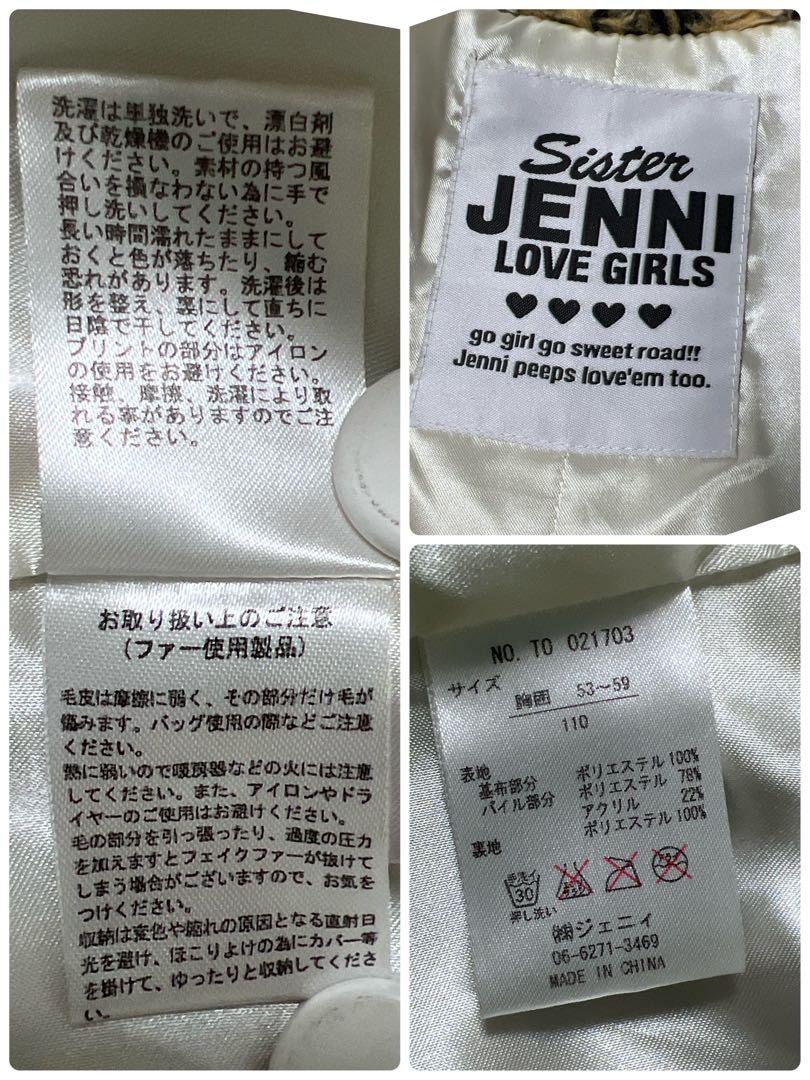 洗濯は単独洗いで、漂白剤
及び乾燥機のご使用はお避
けください。素材の持つ風
合いを損なわない為に手で
押し洗いしてください。
長い時間濡れたままにして
おくと色が落ちたり、縮む
恐れがあります。洗濯後は
形を整え、裏にして直ちに
日陰で干してください。
プリントの部分はアイロン
の使用をお避けください。
接触、摩擦、洗濯により取
れる事がありますのでご注
意ください。
お取り扱い上のご注意
(ファー使用製品)
毛皮は摩擦に弱く、その部分だけ毛が
傷みます。バッグ使用の際などご注意
ください。
熱に弱いので暖房器などの火には注意
してください。また、アイロンやドラ
イヤーのご使用はお避けください。
毛の部分を引っ張ったり、過度の圧力
を加えますとフェイクファーが抜けて
しまう場合がございますので、お気を
つけください。
収納は変色や縮れの原因となる直射日
光を避け、ほこりよけの為にカバー等
を掛けて、ゆったりと収納してくださ
い。
Sister
JENNI
LOVE GIRLS
go girl go sweet road!!
Jenni peeps love'em too.
NO. TO 021703
サイズ
胸囲 53～59
110
表地
基布部分 ポリエステル 100%
パイル部分 ポリエステル 78%
アクリル 22%
裏地 ポリエステル 100%
手洗イ
30
押し洗い
㈱ジェニィ
06-6271-3469
MADE IN CHINA